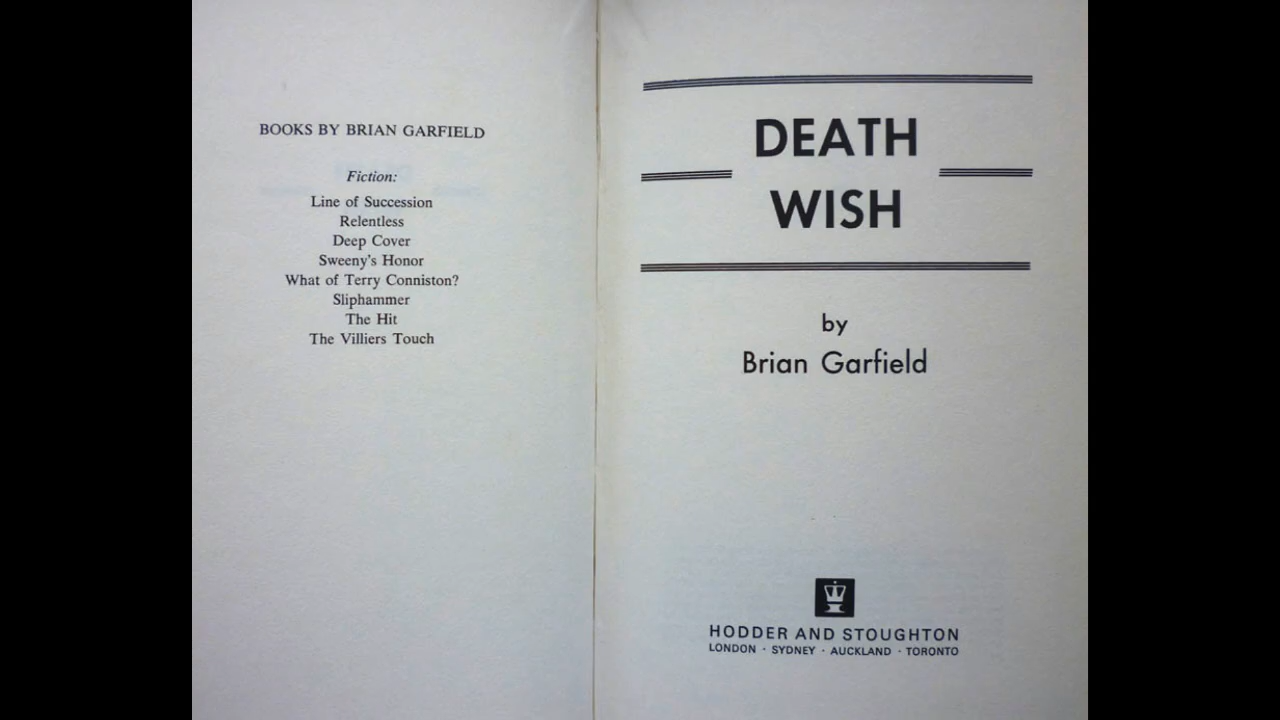 BOOKS BY BRIAN GARFIELD
Fiction:
Line of Succession
Relentless
Deep Cover
Sweeny's Honor
What of Terry Conniston?
Sliphammer
The Hit
The Villiers Touch
DEATH
WISH
by
Brian Garfield
HODDER AND STOUGHTON
LONDON · SYDNEY · AUCKLAND · TORONTO